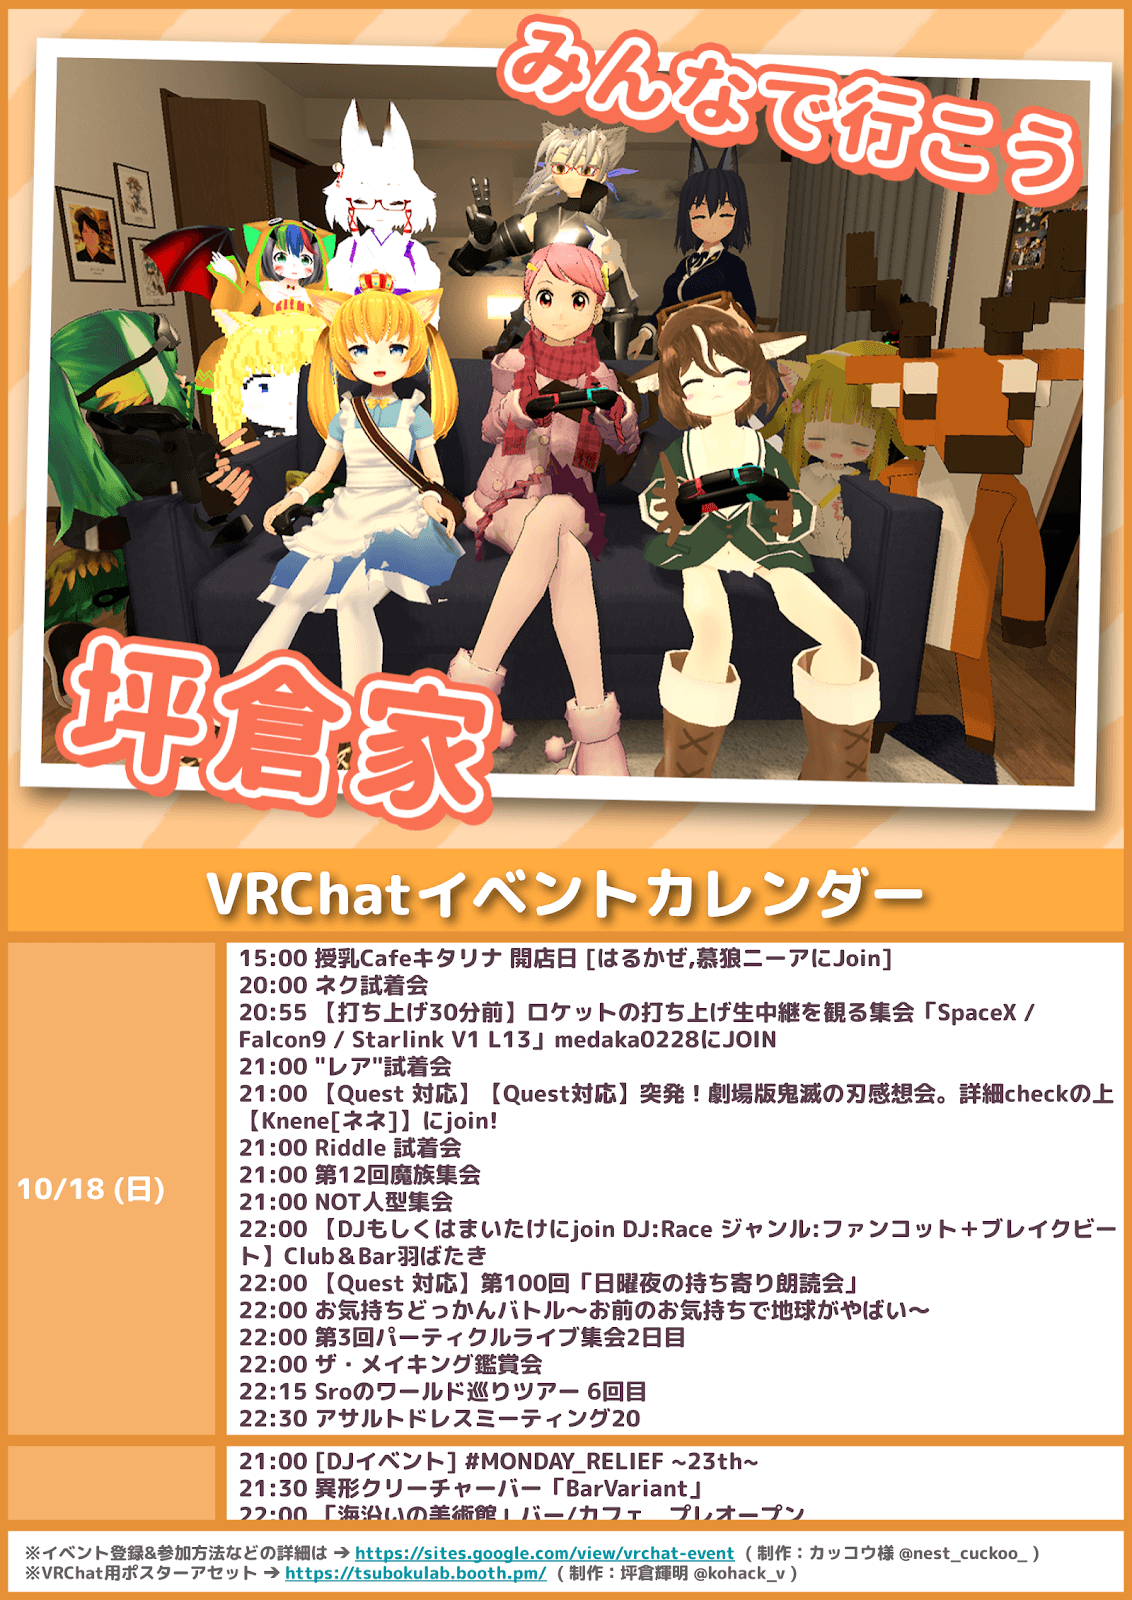 みんなで行こう
坪倉家
VRChatイベントカレンダー
10/18 (日)
15:00 授乳Cafeキタリナ 開店日 [はるかぜ,慕狼ニーアにJoin]
20:00 ネク試着会
20:55 【打ち上げ30分前】ロケットの打ち上げ生中継を観る集会「SpaceX /
Falcon9 / Starlink V1 L13」medaka0228にJOIN
21:00 "レア"試着会
21:00 【Quest 対応】【Quest対応】突発！劇場版鬼滅の刃感想会。詳細checkの上
【Knene[ネネ]】にjoin!
21:00 Riddle 試着会
21:00 第12回魔族集会
21:00 NOT人型集会
22:00 【DJもしくはまいたけにjoin DJ:Race ジャンル:ファンコット＋ブレイクビー
ト】Club＆Bar羽ばたき
22:00 【Quest 対応】第100回「日曜夜の持ち寄り朗読会」
22:00 お気持ちどっかんバトル～お前のお気持ちで地球がやばい～
22:00 第3回パーティクルライブ集会2日目
22:00 ザ・メイキング鑑賞会
22:15 Sroのワールド巡りツアー 6回目
22:30 アサルトドレスミーティング20
21:00 [DJイベント] #MONDAY_RELIEF ~23th~
21:30 異形クリーチャーバー「BarVariant」
22:00 「海沿いの美術館」バー/カフェ　プレオープン
※イベント登録&参加方法などの詳細は → https://sites.google.com/view/vrchat-event ( 制作：カッコウ様 @nest_cuckoo_ )
※VRChat用ポスターアセット → https://tsubokulab.booth.pm/ ( 制作：坪倉輝明 @kohack_v )